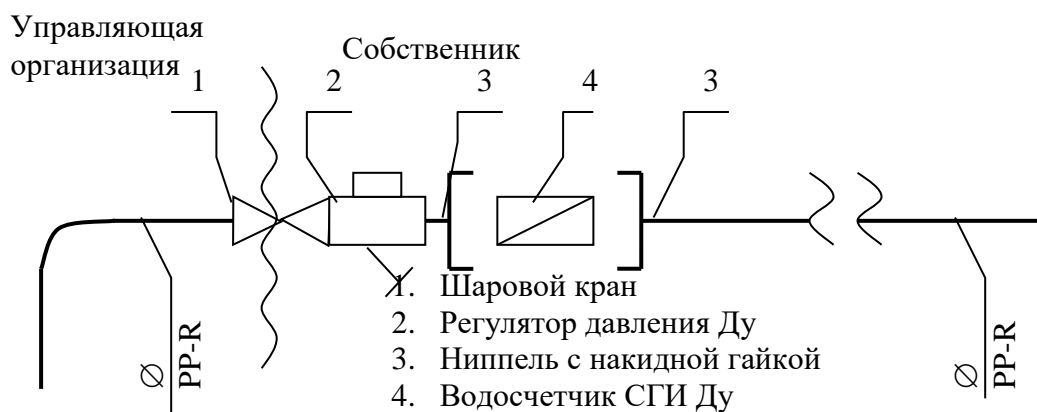 Управляющая
организация
Собственник
1
2
3
4
3
1. Шаровой кран
2. Регулятор давления Ду
3. Ниппель с накидной гайкой
4. Водосчетчик СГИ Ду
∅
PP-R
∅
PP-R